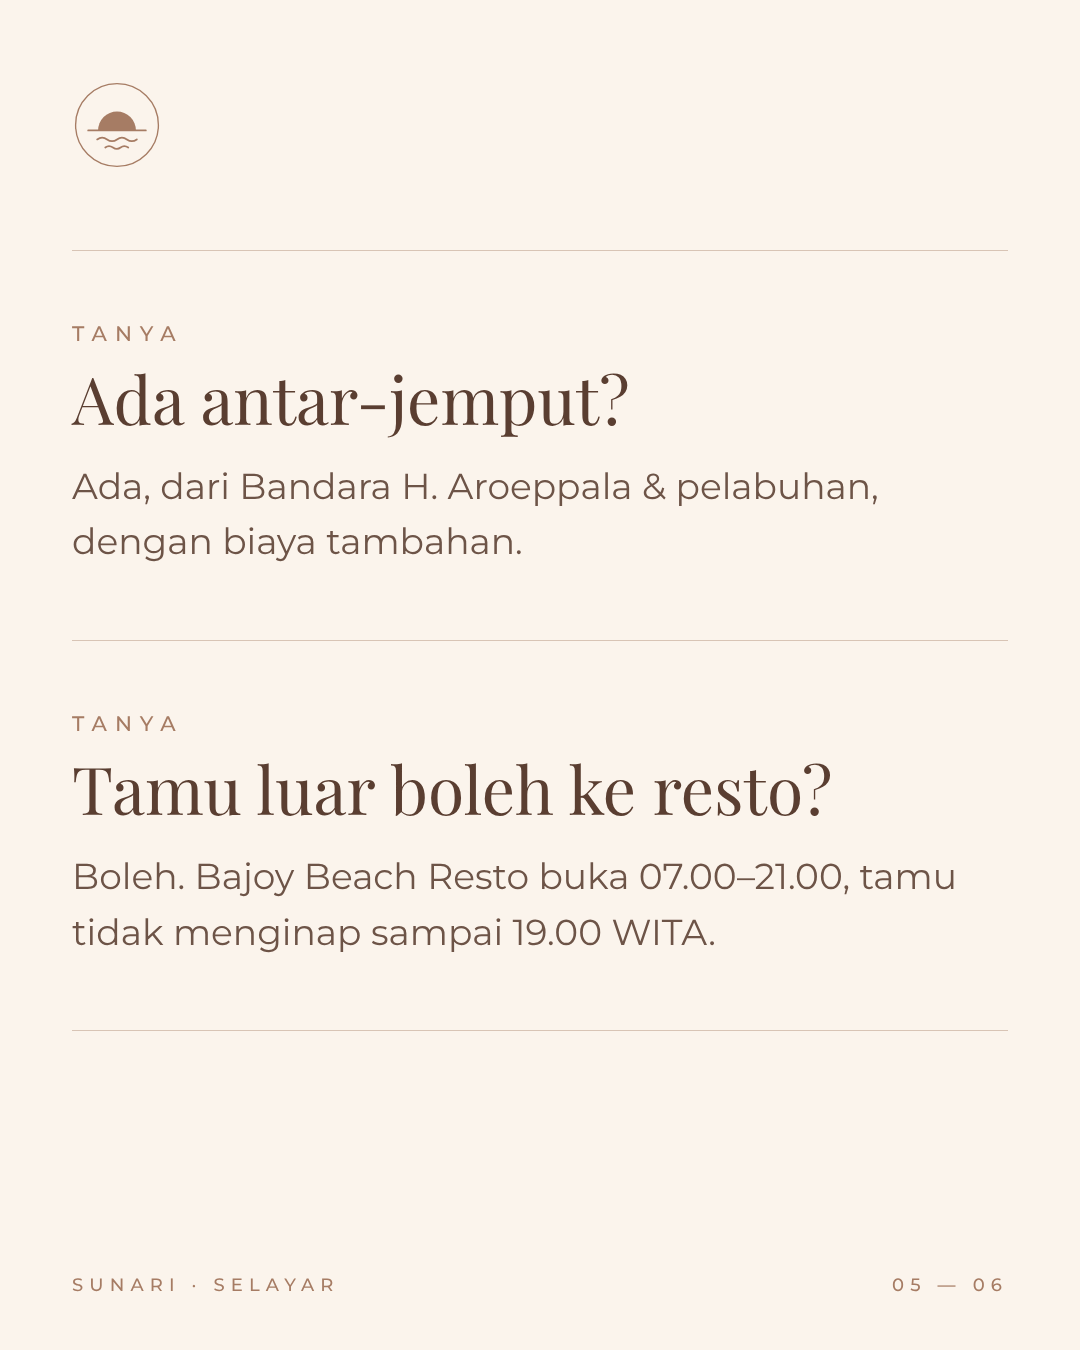 TANYA
Ada antar-jemput?
Ada, dari Bandara H. Aroeppala & pelabuhan,
dengan biaya tambahan.
TANYA
Tamu luar boleh ke resto?
Boleh. Bajoy Beach Resto buka 07.00–21.00, tamu
tidak menginap sampai 19.00 WITA.
SUNARI · SELAYAR
05 — 06